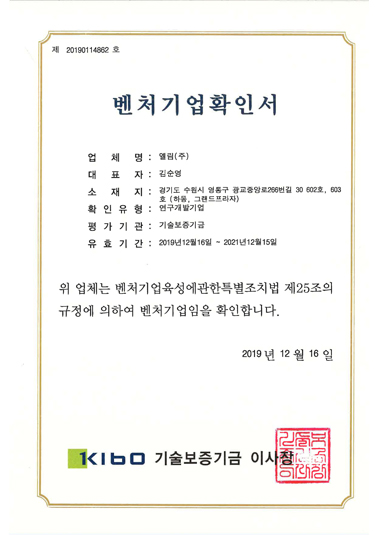 제 20190114862 호
벤처기업확인서
업 체 명 : 엘림(주)
대 표 자 : 김순영
소 재 지 : 경기도 수원시 영통구 광교중앙로266번길 30 602호, 603
호 (하동, 그랜드프라자)
확 인 유 형 : 연구개발기업
평 가 기 관 : 기술보증기금
유 효 기 간 : 2019년12월16일 ~ 2021년12월15일
위 업체는 벤처기업육성에관한특별조치법 제25조의
규정에 의하여 벤처기업임을 확인합니다.
2019 년 12 월 16 일
KIBO 기술보증기금 이사장